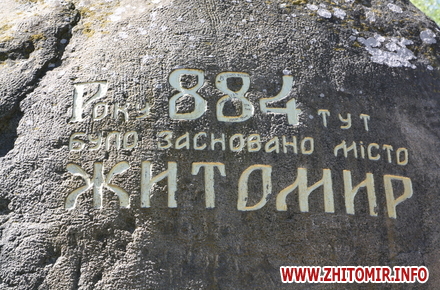 Року 884 тут
було засновано місто
ЖИТОМИР
WWW.ZHITOMIR.INFO